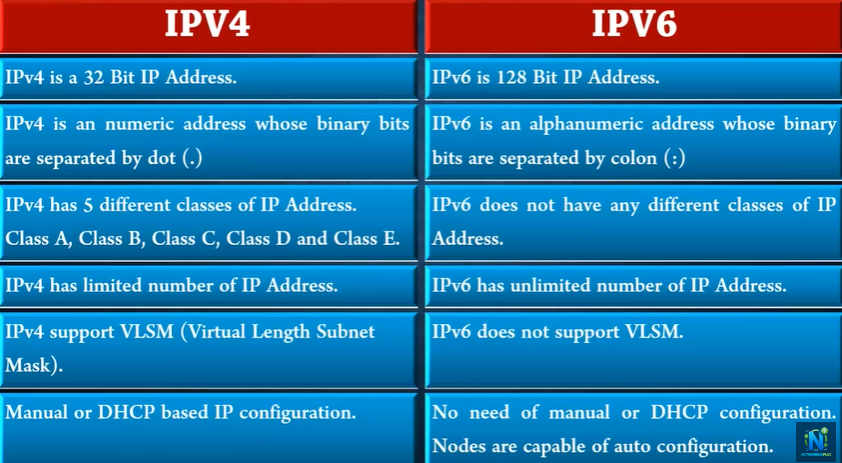 IPV4
IPV6
IPv4 is a 32 Bit IP Address.
IPv6 is 128 Bit IP Address.
IPv4 is an numeric address whose binary bits
are separated by dot (.)
IPv6 is an alphanumeric address whose binary
bits are separated by colon (:)
IPv4 has 5 different classes of IP Address.
Class A, Class B, Class C, Class D and Class E.
IPv6 does not have any different classes of IP
Address.
IPv4 has limited number of IP Address.
IPv6 has unlimited number of IP Address.
IPv4 support VLSM (Virtual Length Subnet
Mask).
IPv6 does not support VLSM.
Manual or DHCP based IP configuration.
No need of manual or DHCP configuration.
Nodes are capable of auto configuration.
N